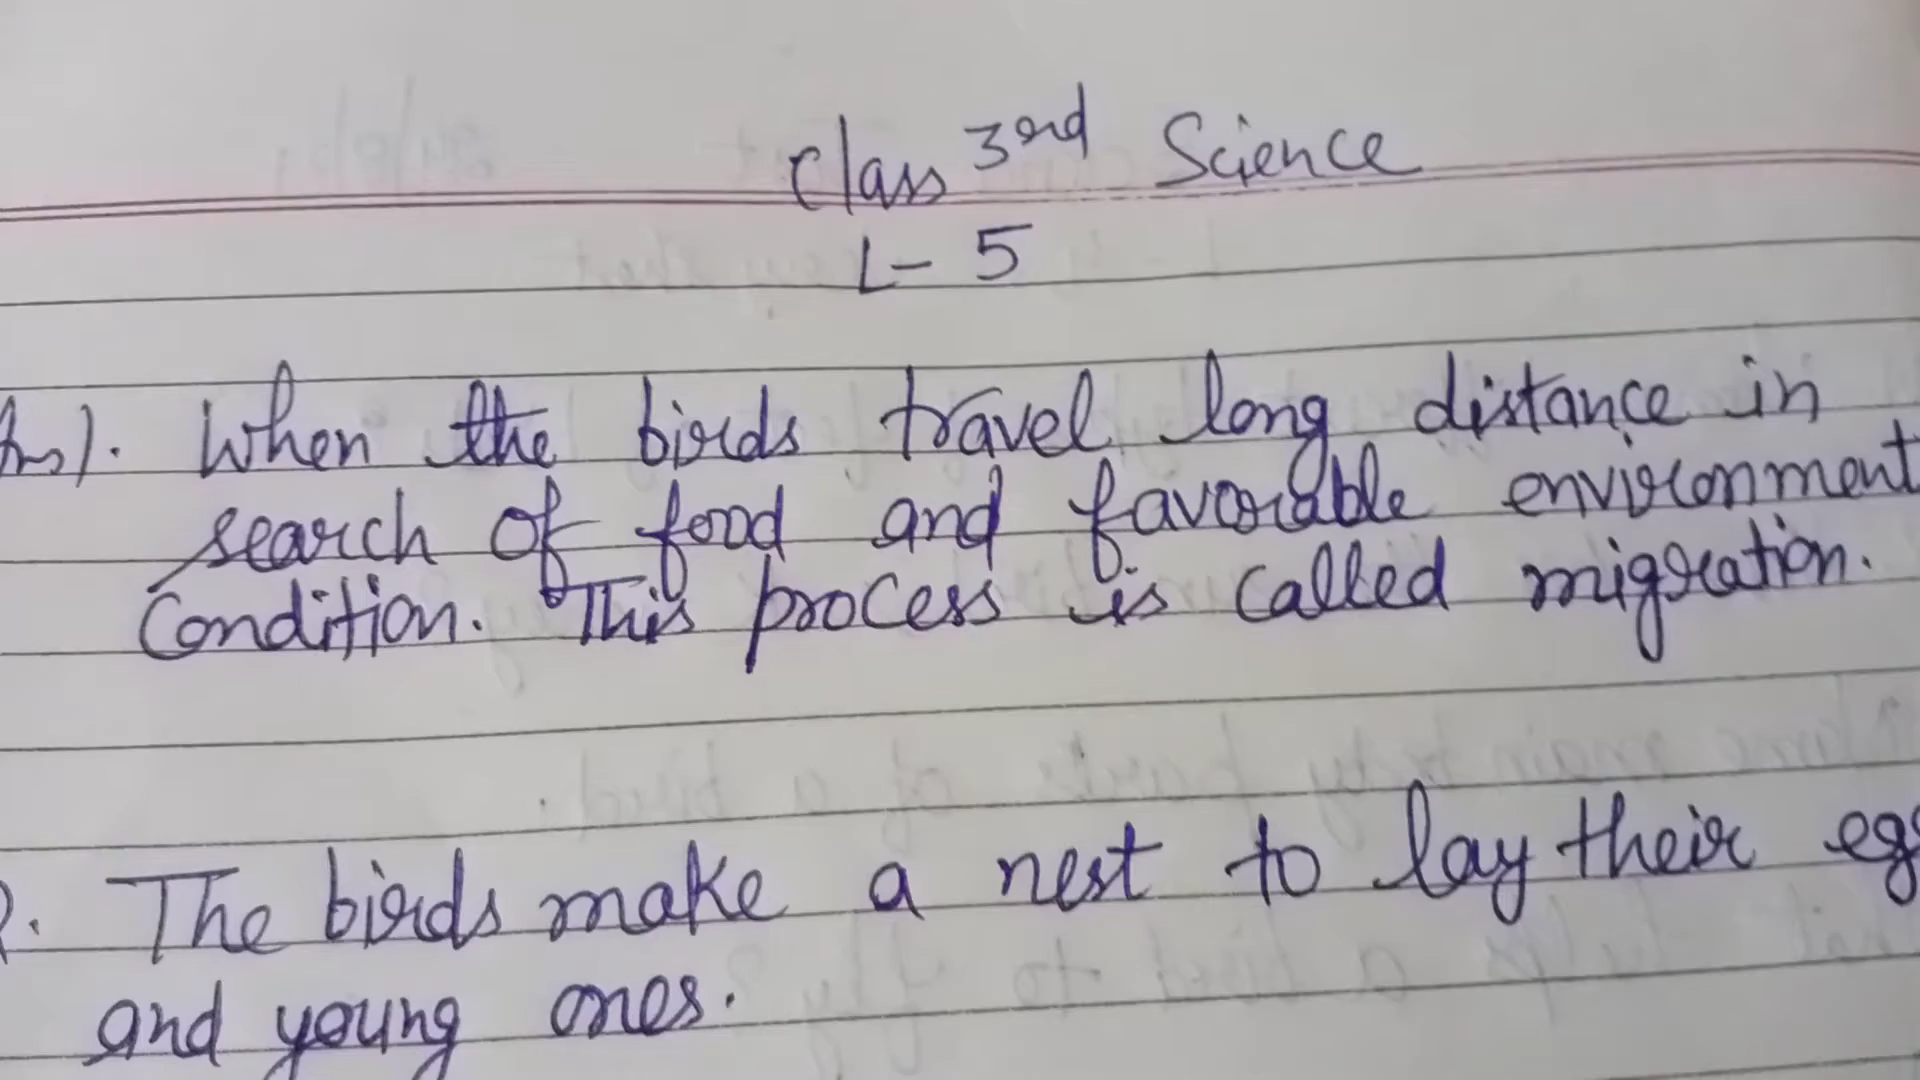 Class 3rd Science
L- 5
Ans). When the birds travel long distance in
search of food and favorable environment
Condition. This process is called migration.
2. The birds make a nest to lay their
and young ones.